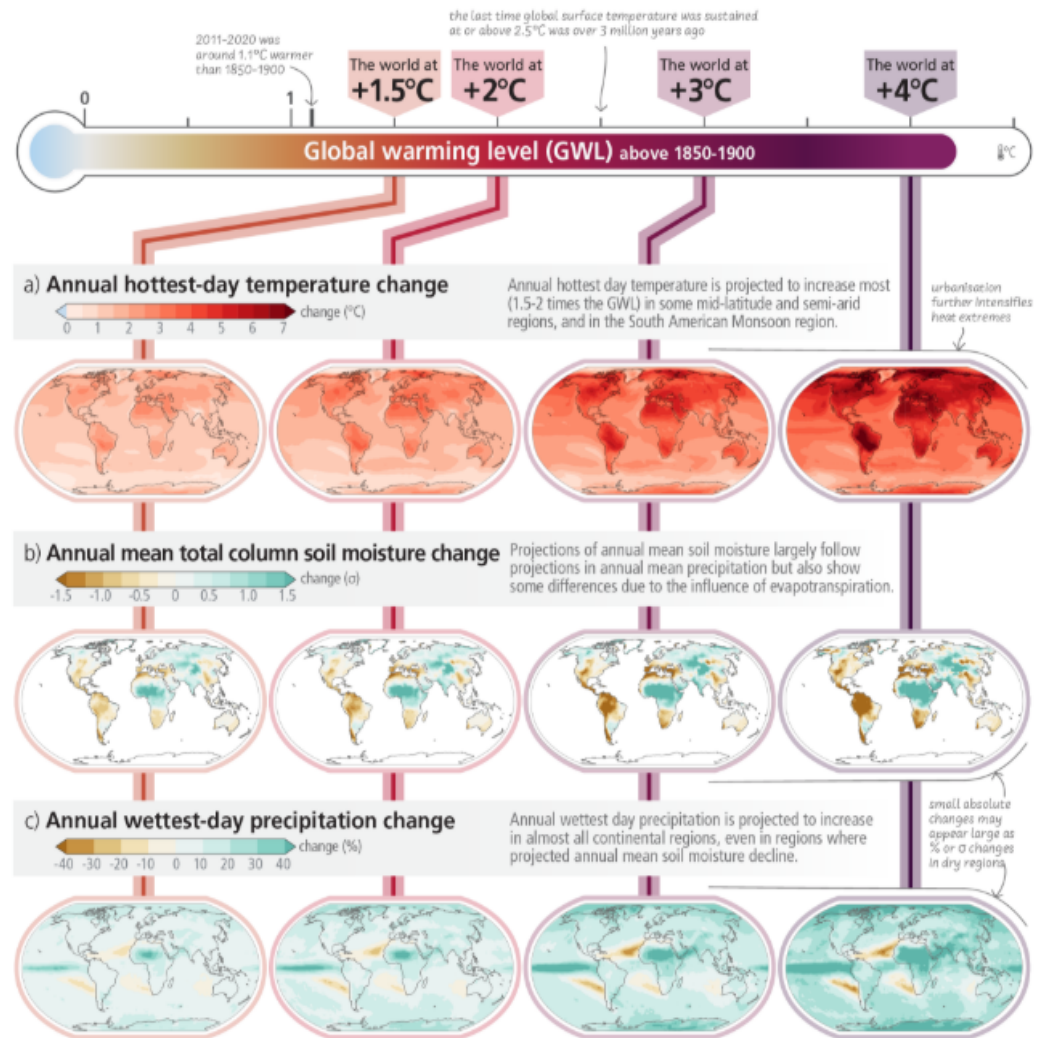 the last time global surface temperature was sustained
at or above 2.5°C was over 3 million years ago
2011-2020 was
around 1.1°C warmer
than 1850-1900
The world at
+1.5°C
The world at
+2°C
The world at
+3°C
The world at
+4°C
0
1
Global warming level (GWL) above 1850-1900
°C
a) Annual hottest-day temperature change
change (°C)
0 1 2 3 4 5 6 7
Annual hottest day temperature is projected to increase most
(1.5-2 times the GWL) in some mid-latitude and semi-arid
regions, and in the South American Monsoon region.
urbanisation
further intensifies
heat extremes
b) Annual mean total column soil moisture change
change (σ)
-1.5 -1.0 -0.5 0 0.5 1.0 1.5
Projections of annual mean soil moisture largely follow
projections in annual mean precipitation but also show
some differences due to the influence of evapotranspiration.
c) Annual wettest-day precipitation change
change (%)
-40 -30 -20 -10 0 10 20 30 40
Annual wettest day precipitation is projected to increase
in almost all continental regions, even in regions where
projected annual mean soil moisture decline.
small absolute
changes may
appear large as
% or σ changes
in dry regions